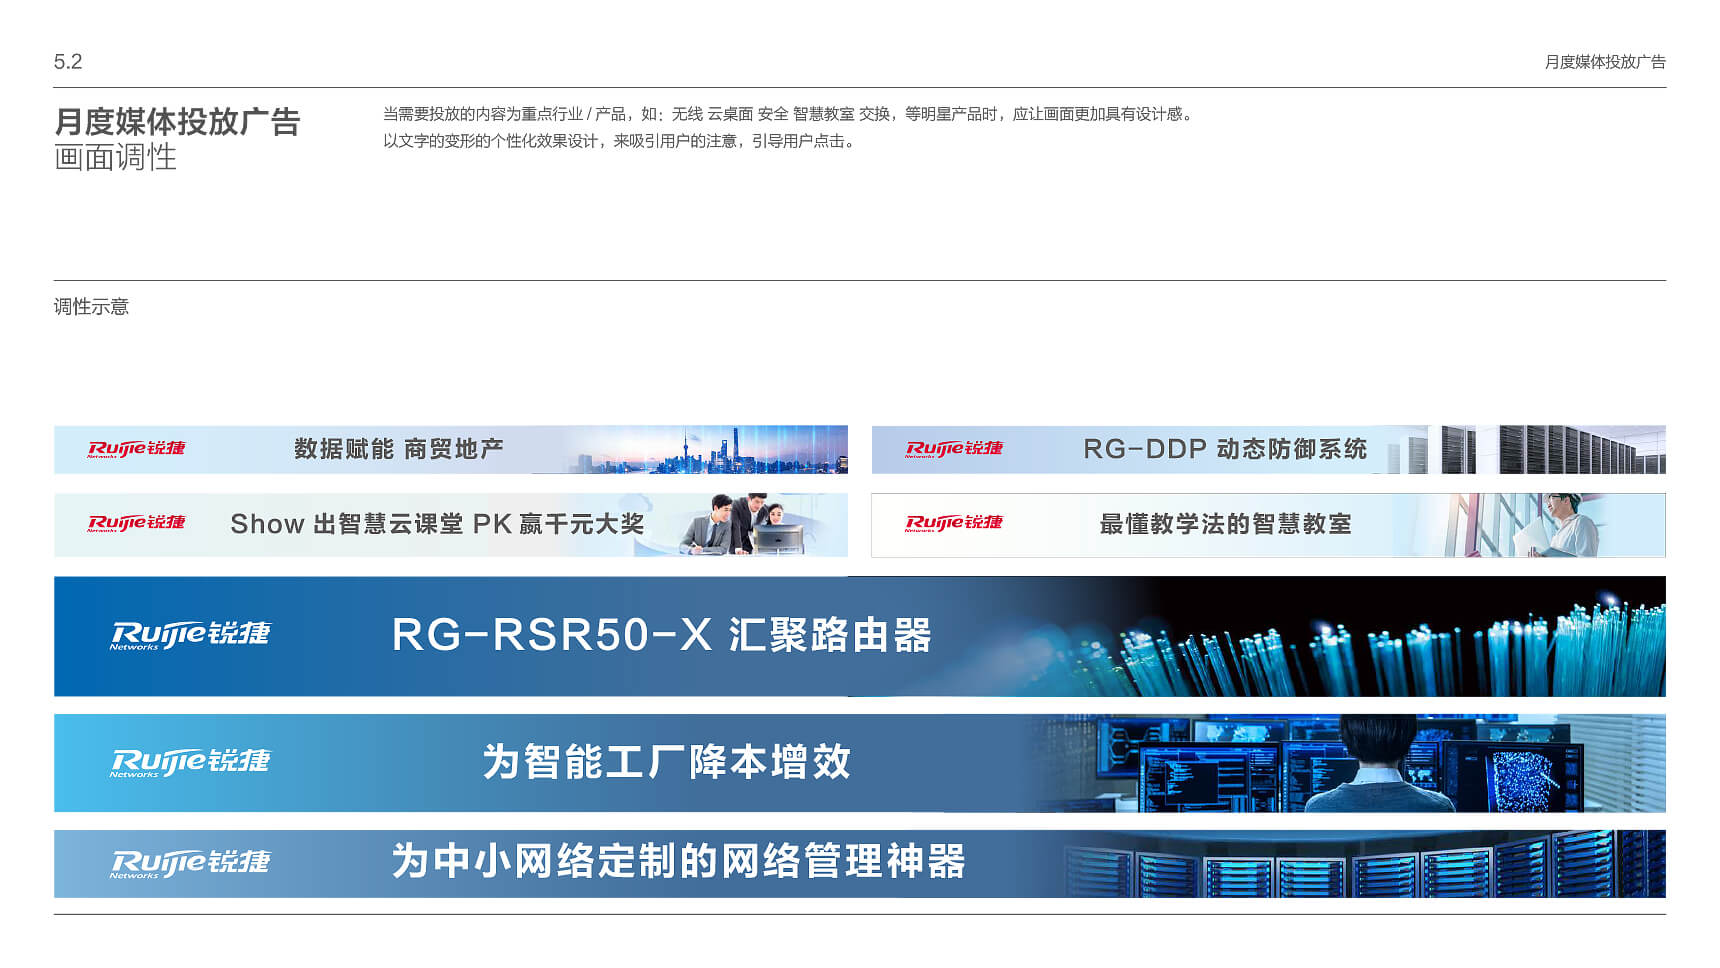 5.2
月度媒体投放广告
月度媒体投放广告
画面调性
当需要投放的内容为重点行业 / 产品，如：无线 云桌面 安全 智慧教室 交换，等明星产品时，应让画面更加具有设计感。
以文字的变形的个性化效果设计，来吸引用户的注意，引导用户点击。
调性示意
Ruijie锐捷
Networks
数据赋能 商贸地产
Ruijie锐捷
Networks
RG-DDP 动态防御系统
Ruijie锐捷
Networks
Show 出智慧云课堂 PK 赢千元大奖
Ruijie锐捷
Networks
最懂教学法的智慧教室
Ruijie锐捷
Networks
RG-RSR50-X 汇聚路由器
Ruijie锐捷
Networks
为智能工厂降本增效
Ruijie锐捷
Networks
为中小网络定制的网络管理神器